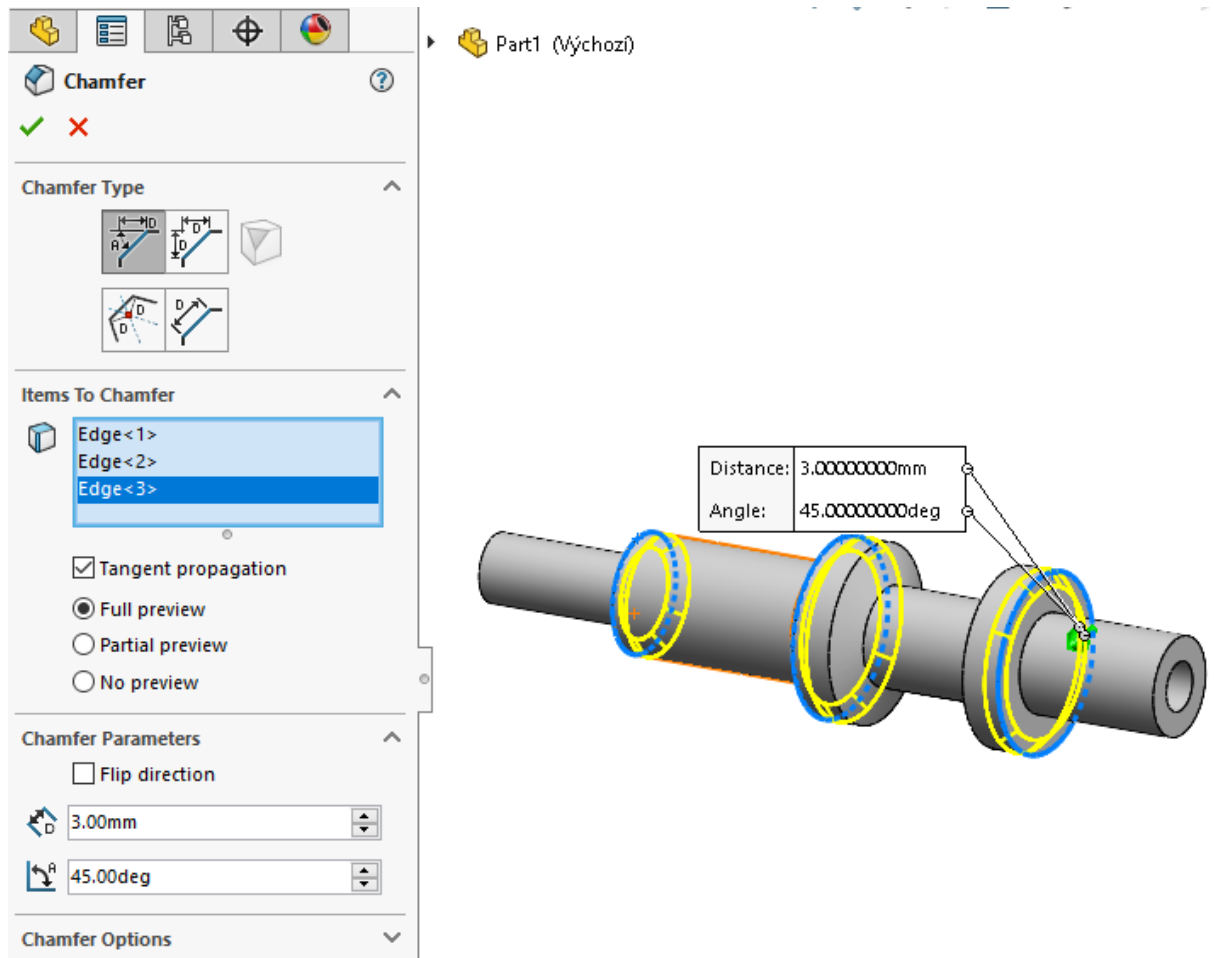 Part1 (Výchozí)
Chamfer
Chamfer Type
D
A
D
D
D
D
D
Items To Chamfer
Edge<1>
Edge<2>
Edge<3>
Tangent propagation
Full preview
Partial preview
No preview
Chamfer Parameters
Flip direction
D
3.00mm
A
45.00deg
Chamfer Options
Distance: 3.00000000mm
Angle: 45.00000000deg